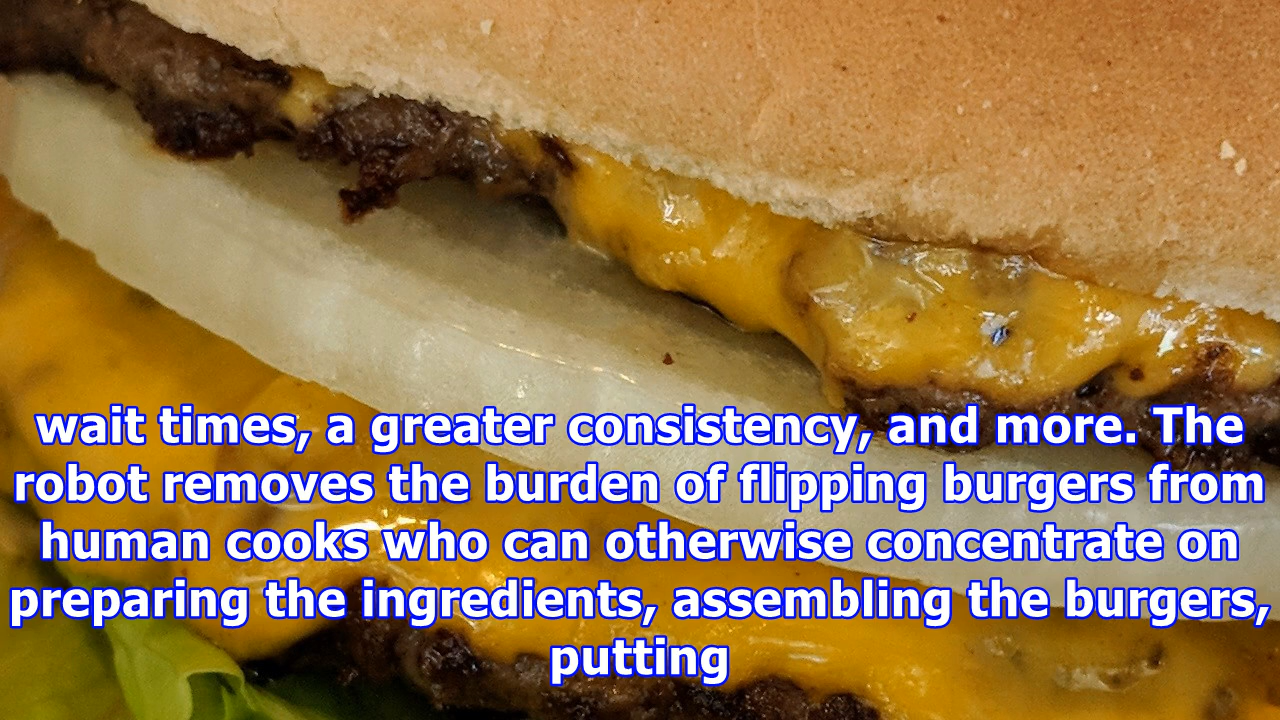 wait times, a greater consistency, and more. The
robot removes the burden of flipping burgers from
human cooks who can otherwise concentrate on
preparing the ingredients, assembling the burgers,
putting